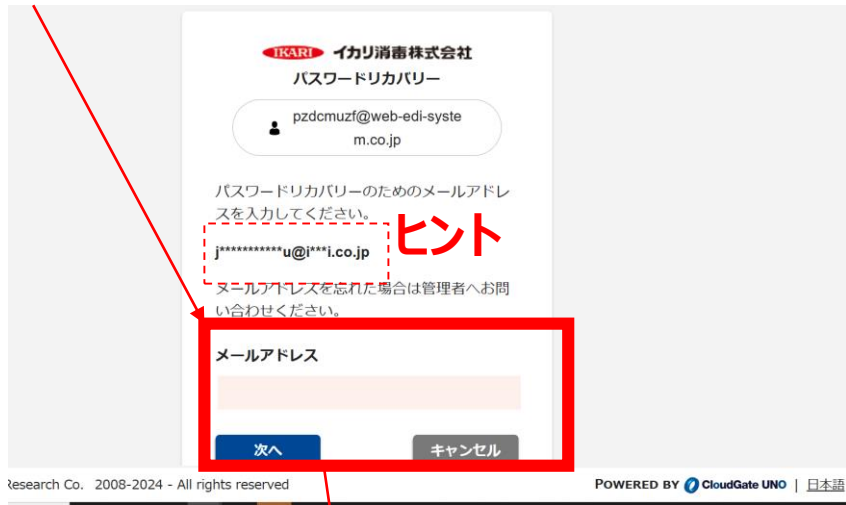 IKARI イカリ消毒株式会社
パスワードリカバリー
pzdcmuzf@web-edi-syste
m.co.jp
パスワードリカバリーのためのメールアドレ
スを入力してください。
ヒント
j***********u@i***i.co.jp
メールアドレスを忘れた場合は管理者へお問
い合わせください。
メールアドレス
次へ キャンセル
Research Co. 2008-2024 - All rights reserved POWERED BY CloudGate UNO | 日本語